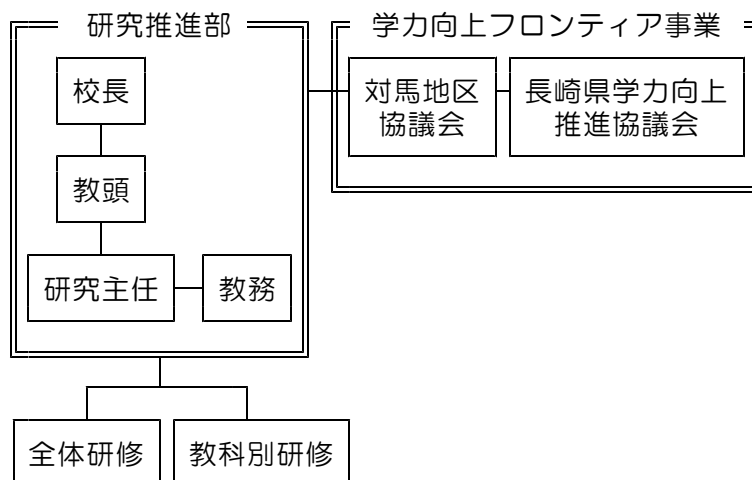 研究推進部
校長
教頭
研究主任
教務
学力向上フロンティア事業
対馬地区
協議会
長崎県学力向上
推進協議会
全体研修
教科別研修